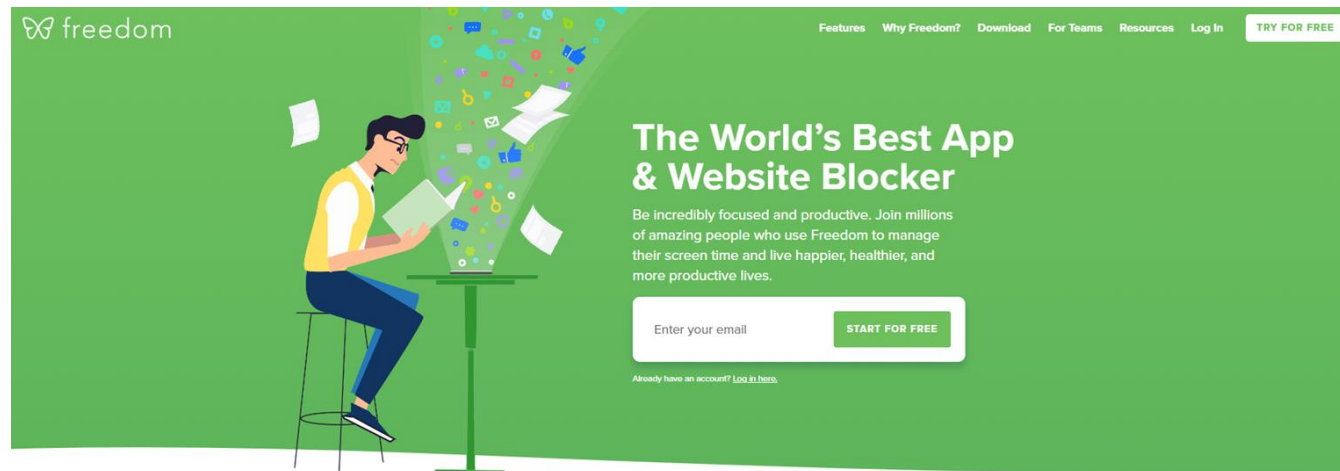 freedom
Features Why Freedom? Download For Teams Resources Log In TRY FOR FREE
The World's Best App
& Website Blocker
Be incredibly focused and productive. Join millions
of amazing people who use Freedom to manage
their screen time and live happier, healthier, and
more productive lives.
Enter your email START FOR FREE
Already have an account? Log in here.